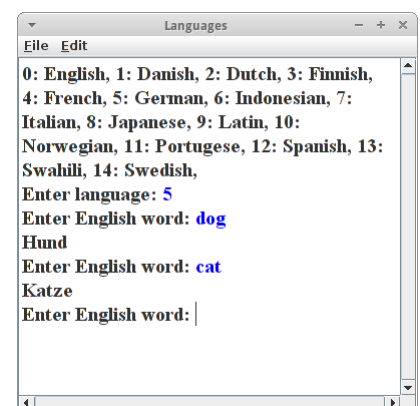 Languages
File Edit
0: English, 1: Danish, 2: Dutch, 3: Finnish,
4: French, 5: German, 6: Indonesian, 7:
Italian, 8: Japanese, 9: Latin, 10:
Norwegian, 11: Portugese, 12: Spanish, 13:
Swahili, 14: Swedish,
Enter language: 5
Enter English word: dog
Hund
Enter English word: cat
Katze
Enter English word: